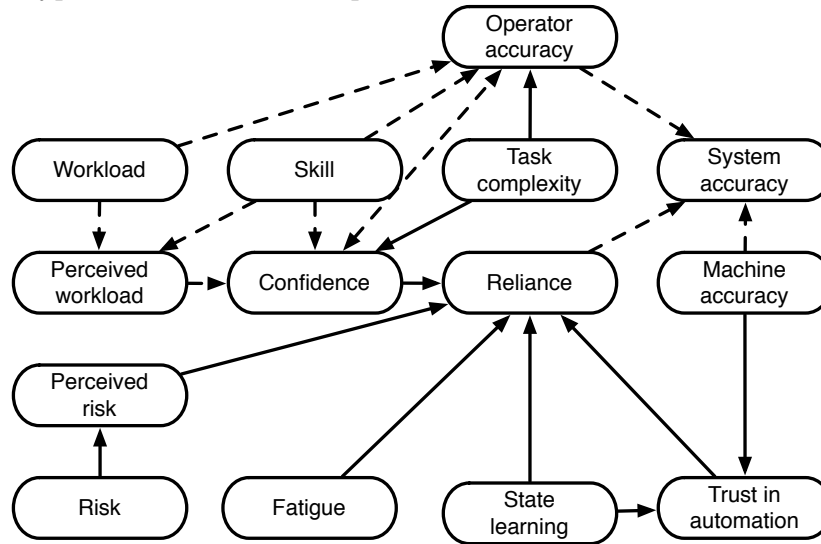 Operator
accuracy
Workload
Skill
Task
complexity
System
accuracy
Perceived
workload
Confidence
Reliance
Machine
accuracy
Perceived
risk
Risk
Fatigue
State
learning
Trust in
automation